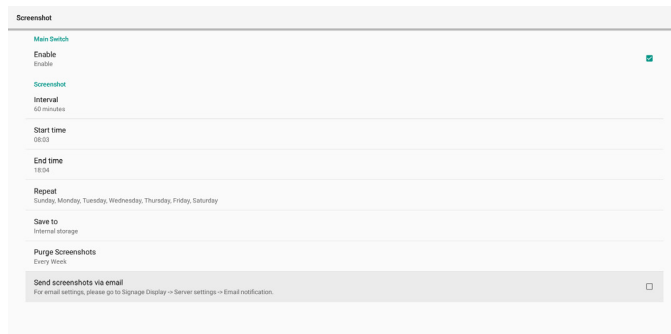 Screenshot
Main Switch
Enable
Enable
Screenshot
Interval
60 minutes
Start time
08:03
End time
18:04
Repeat
Sunday, Monday, Tuesday, Wednesday, Thursday, Friday, Saturday
Save to
Internal storage
Purge Screenshots
Every Week
Send screenshots via email
For email settings, please go to Signage Display -> Server settings -> Email notification.